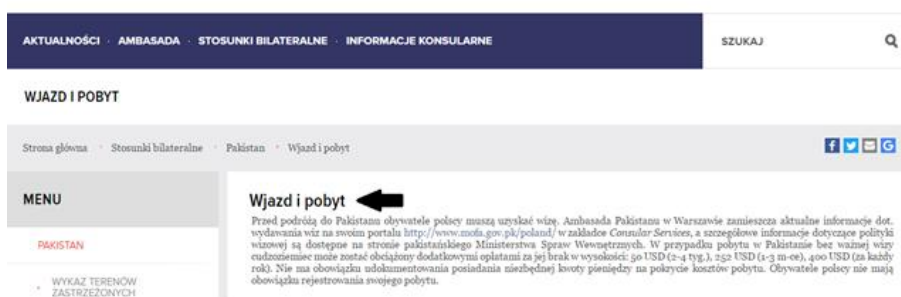 AKTUALNOŚCI · AMBASADA · STOSUNKI BILATERALNE · INFORMACJE KONSULARNE
SZUKAJ
WJAZD I POBYT
Strona główna · Stosunki bilateralne · Pakistan · Wjazd i pobyt
MENU
Wjazd i pobyt
Przed podróżą do Pakistanu obywatele polscy muszą uzyskać wizę. Ambasada Pakistanu w Warszawie zamieszcza aktualne informacje dot.
wydawania wiz na swoim portalu http://www.mofa.gov.pk/poland/ w zakładce Consular Services, a szczegółowe informacje dotyczące polityki
wizowej są dostępne na stronie pakistańskiego Ministerstwa Spraw Wewnętrznych. W przypadku pobytu w Pakistanie bez ważnej wizy
cudzoziemiec może zostać obciążony dodatkowymi opłatami za jej brak w wysokości: 50 USD (2-4 tyg.), 252 USD (1-3 m-ce), 400 USD (za każdy
rok). Nie ma obowiązku udokumentowania posiadania niezbędnej kwoty pieniędzy na pokrycie kosztów pobytu. Obywatele polscy nie mają
obowiązku rejestrowania swojego pobytu.
PAKISTAN
WYKAZ TERENÓW
ZASTRZEŻONYCH